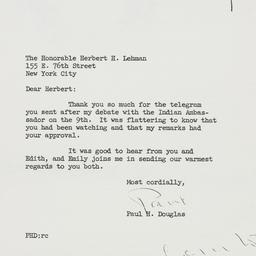 The Honorable Herbert H. Lehman
155 E. 76th Street
New York City
Dear Herbert:
Thank you so much for the telegram
you sent after my debate with the Indian Ambas-
sador on the 9th. It was flattering to know that
you had been watching and that my remarks had
your approval.
It was good to hear from you and
Edith, and Emily joins me in sending our warmest
regards to you both.
Most cordially,
Paul
Paul H. Douglas
PHD:rc